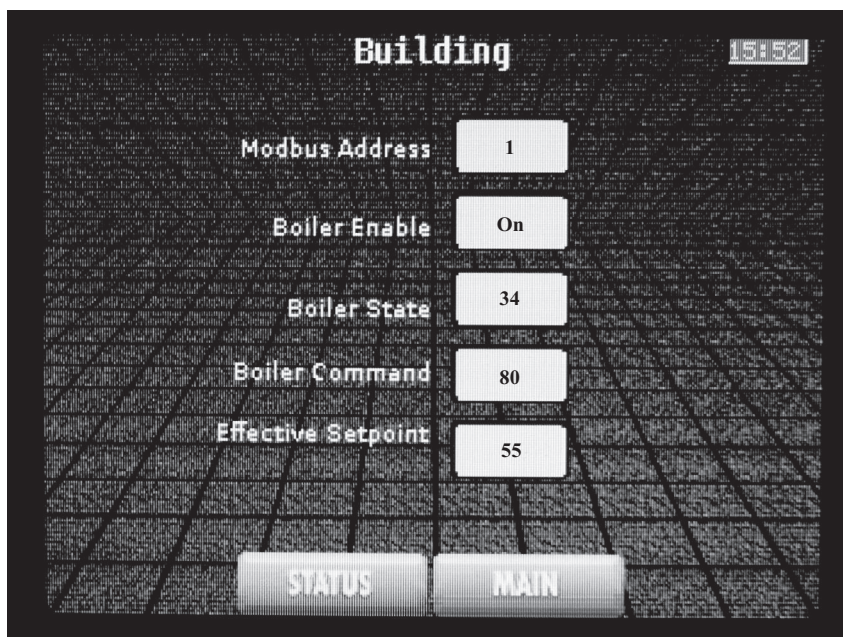 Building 15:52
Modbus Address 1
Boiler Enable On
Boiler State 34
Boiler Command 80
Effective Setpoint 55
STATUS MAIN